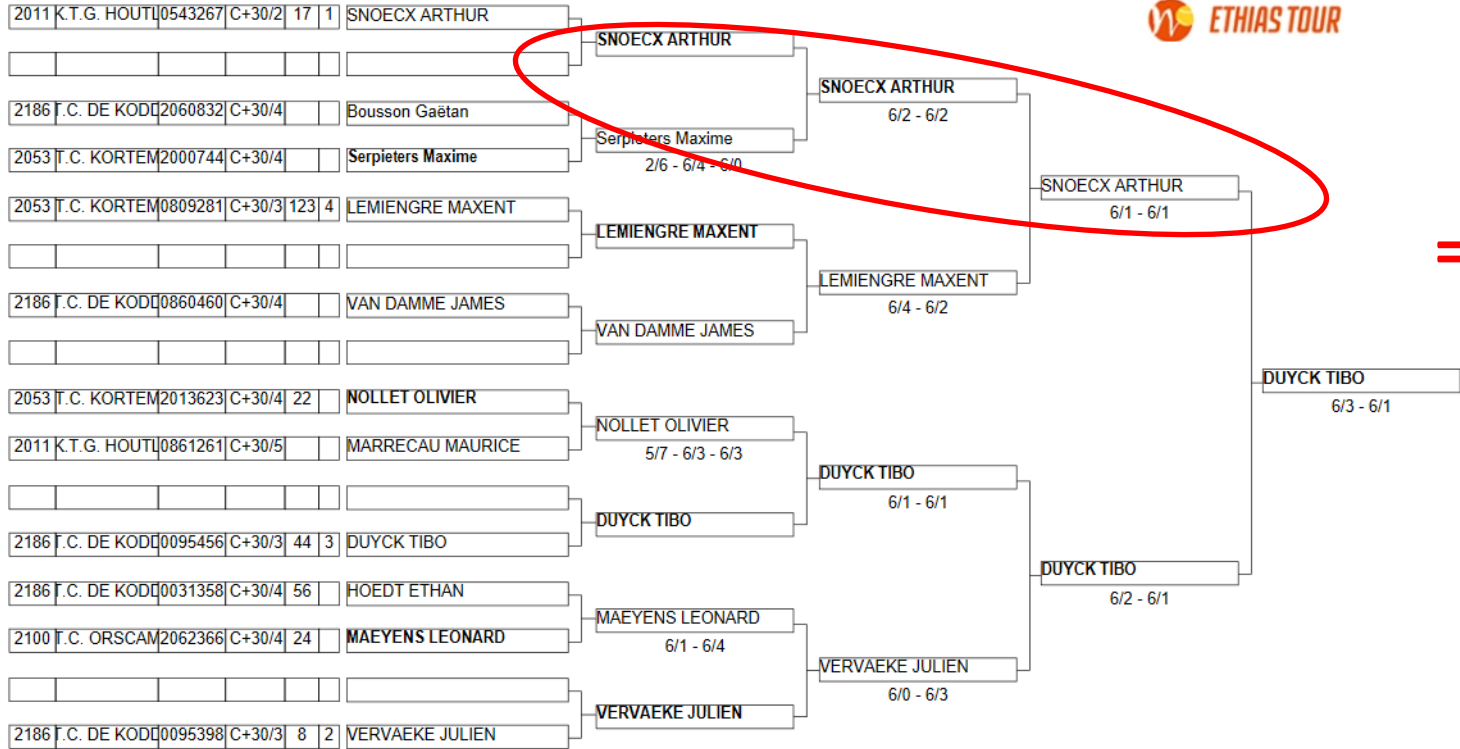 ETHIAS TOUR
2011 K.T.G. HOUTL 0543267 C+30/2 17 1 SNOECX ARTHUR
SNOECX ARTHUR
SNOECX ARTHUR
6/2 - 6/2
2186 T.C. DE KODD 2060832 C+30/4 Bousson Gaëtan
Serpieters Maxime
2/6 - 6/4 - 6/0
2053 T.C. KORTEM 2000744 C+30/4 Serpieters Maxime
SNOECX ARTHUR
6/1 - 6/1
2053 T.C. KORTEM 0809281 C+30/3 123 4 LEMIENGRE MAXENT
LEMIENGRE MAXENT
LEMIENGRE MAXENT
6/4 - 6/2
2186 T.C. DE KODD 0860460 C+30/4 VAN DAMME JAMES
VAN DAMME JAMES
=
DUYCK TIBO
6/3 - 6/1
2053 T.C. KORTEM 2013623 C+30/4 22 NOLLET OLIVIER
NOLLET OLIVIER
5/7 - 6/3 - 6/3
2011 K.T.G. HOUTL 0861261 C+30/5 MARRECAU MAURICE
DUYCK TIBO
6/1 - 6/1
DUYCK TIBO
2186 T.C. DE KODD 0095456 C+30/3 44 3 DUYCK TIBO
DUYCK TIBO
6/2 - 6/1
2186 T.C. DE KODD 0031358 C+30/4 56 HOEDT ETHAN
MAEYENS LEONARD
6/1 - 6/4
2100 T.C. ORSCAM 2062366 C+30/4 24 MAEYENS LEONARD
VERVAEKE JULIEN
6/0 - 6/3
VERVAEKE JULIEN
2186 T.C. DE KODD 0095398 C+30/3 8 2 VERVAEKE JULIEN